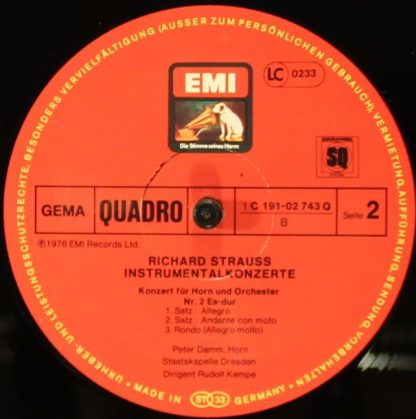 URHEBER- UND LEISTUNGSSCHUTZRECHTE, BESONDERS VERVIELFÄLTIGUNG (AUSSER ZUM PERSÖNLICHEN GEBRAUCH), VERMIETUNG, AUFFÜHRUNG, SENDUNG, VORBEHALTEN
EMI
LC 0233
Die Stimme seines Herrn
SQ
GEMA
QUADRO
1 C 191-02 743 Q
B
Seite 2
℗1976 EMI Records Ltd.
RICHARD STRAUSS
INSTRUMENTALKONZERTE
Konzert für Horn und Orchester
Nr. 2 Es-dur
1. Satz: Allegro
2. Satz: Andante con moto
3. Rondo (Allegro molto)
Peter Damm, Horn
Staatskapelle Dresden
Dirigent Rudolf Kempe
MADE IN ST 33 GERMANY